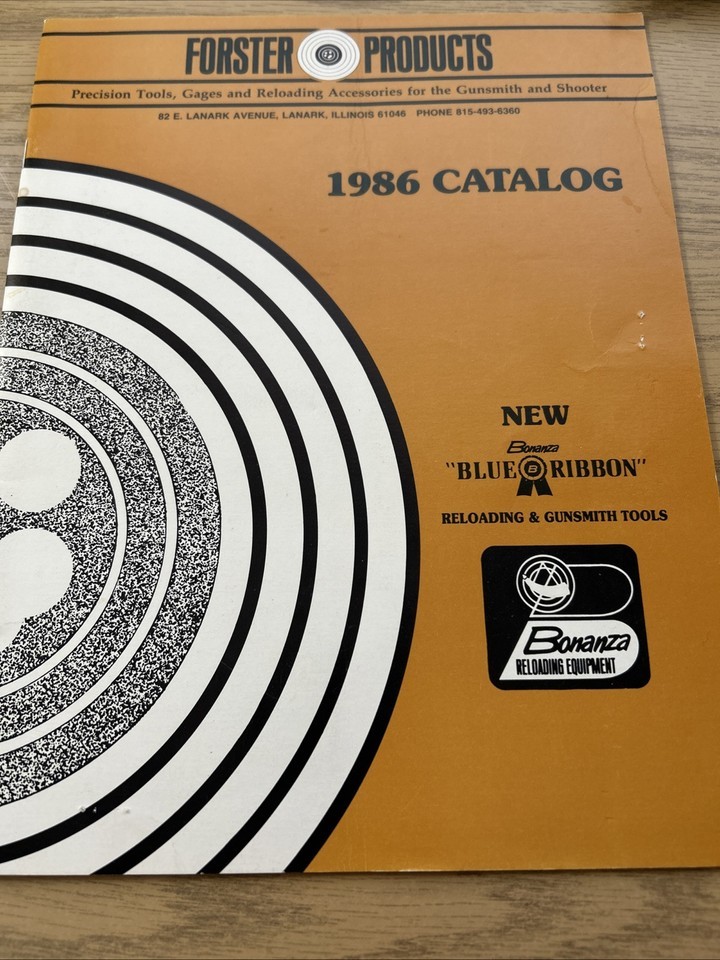 FORSTER PRODUCTS
Precision Tools, Gages and Reloading Accessories for the Gunsmith and Shooter
82 E. LANARK AVENUE, LANARK, ILLINOIS 61046 PHONE 815-493-6360
1986 CATALOG
NEW
Bonanza
"BLUE B RIBBON"
RELOADING & GUNSMITH TOOLS
Bonanza
RELOADING EQUIPMENT